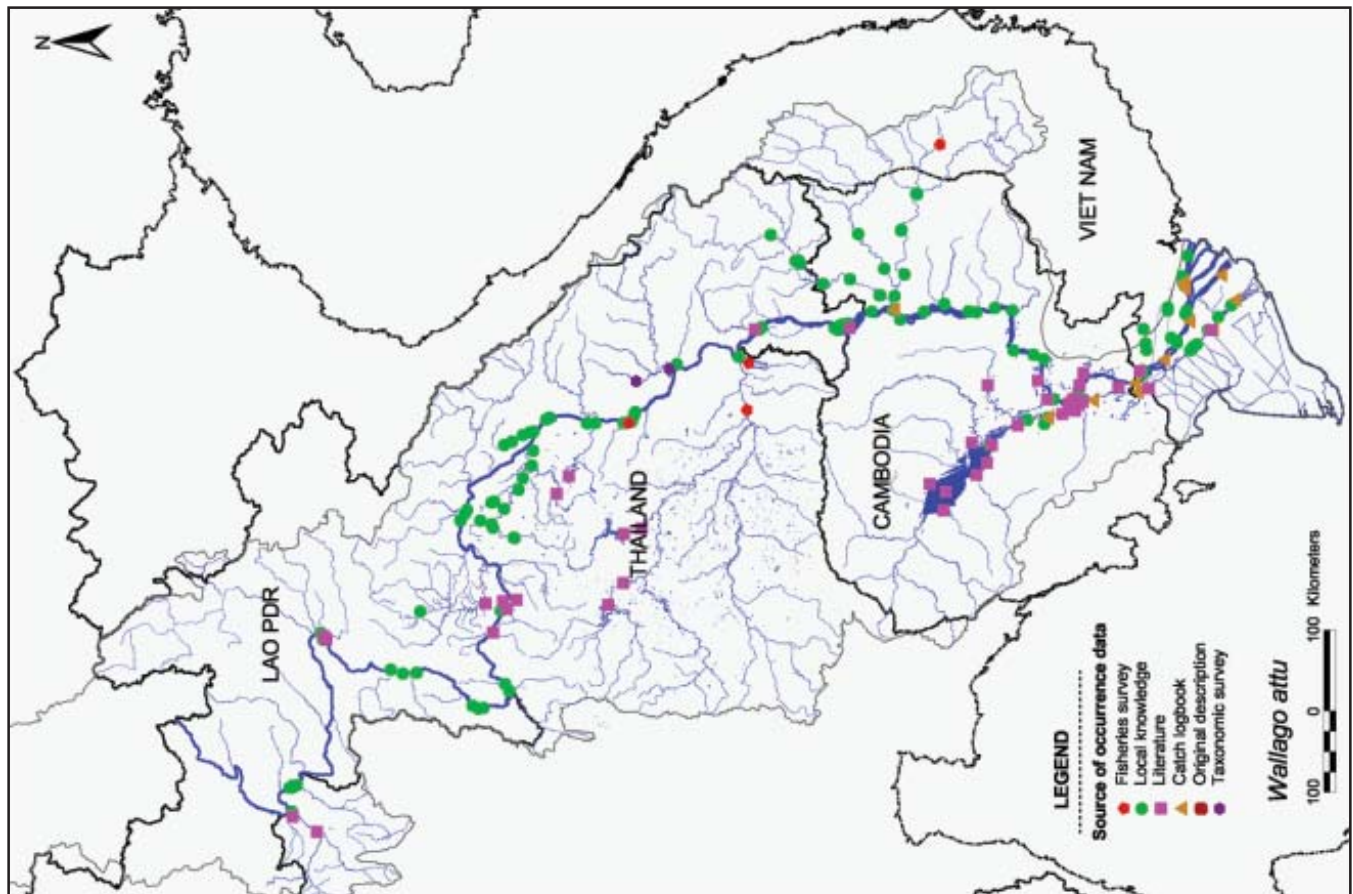 N
LAO PDR
THAILAND
CAMBODIA
VIET NAM
LEGEND
Source of occurrence data
Fisheries survey
Local knowledge
Literature
Catch logbook
Original description
Taxonomic survey
Wallago attu
100 0 100 Kilometers